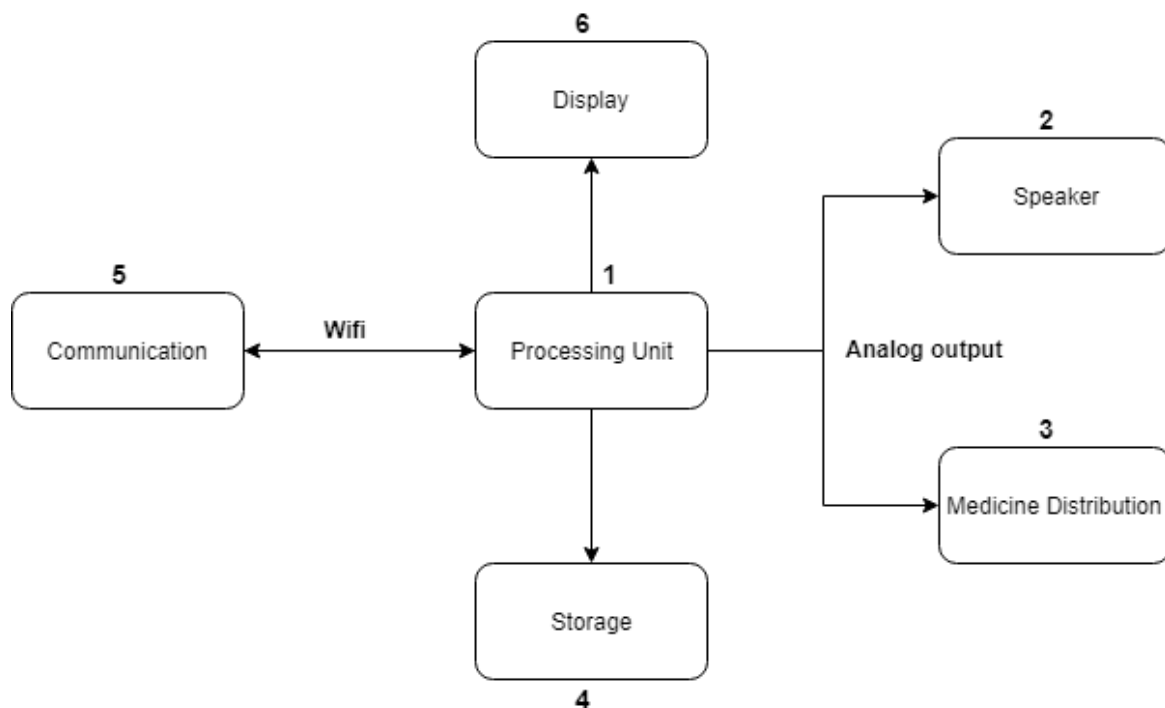 6
Display
2
Speaker
5
1
Communication
Wifi
Processing Unit
Analog output
3
Medicine Distribution
Storage
4